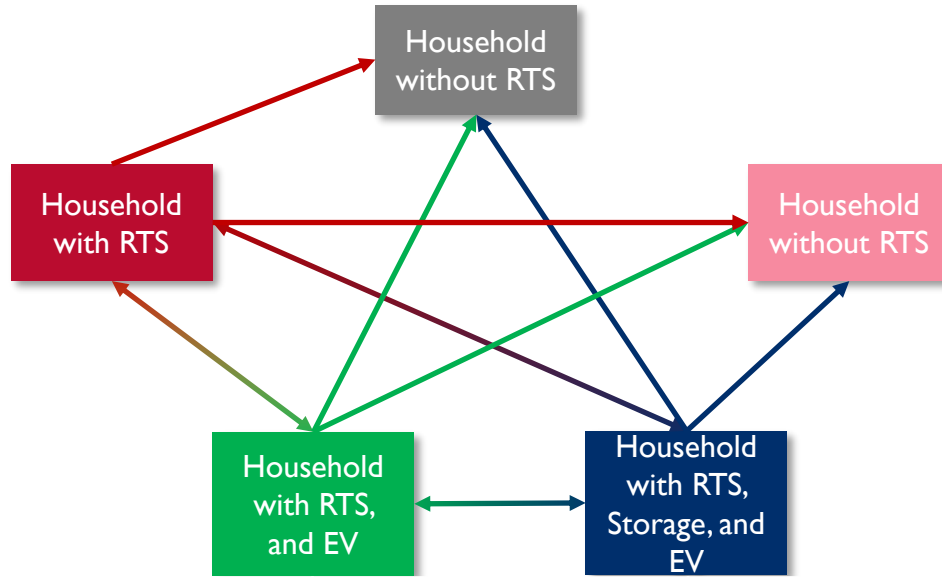 Household
without RTS
Household
with RTS
Household
without RTS
Household
with RTS,
and EV
Household
with RTS,
Storage, and
EV